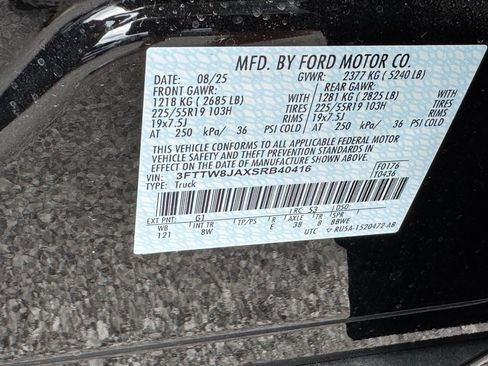 MFD. BY FORD MOTOR CO.
DATE: 08/25 GVWR: 2377 KG ( 5240 LB)
FRONT GAWR: REAR GAWR:
1218 KG ( 2685 LB) WITH 1281 KG ( 2825 LB) WITH
225/55R19 103H TIRES 225/55R19 103H TIRES
19x7.5J RIMS 19x7.5J RIMS
AT 250 kPa/ 36 PSI COLD AT 250 kPa/ 36 PSI COLD
THIS VEHICLE CONFORMS TO ALL APPLICABLE FEDERAL MOTOR
VEHICLE SAFETY AND THEFT PREVENTION STANDARDS IN
EFFECT ON THE DATE OF MANUFACTURE SHOWN ABOVE.
VIN: 3FTTW8JAXSRB40416 F0176
TYPE: Truck T0436
EXT PNT: G1 RC: 53 DSO:
WB INT TR TP/PS R AXLE TR SPR
121 8W E 38 8 BBWE
UTC RU5A-1520472-AB